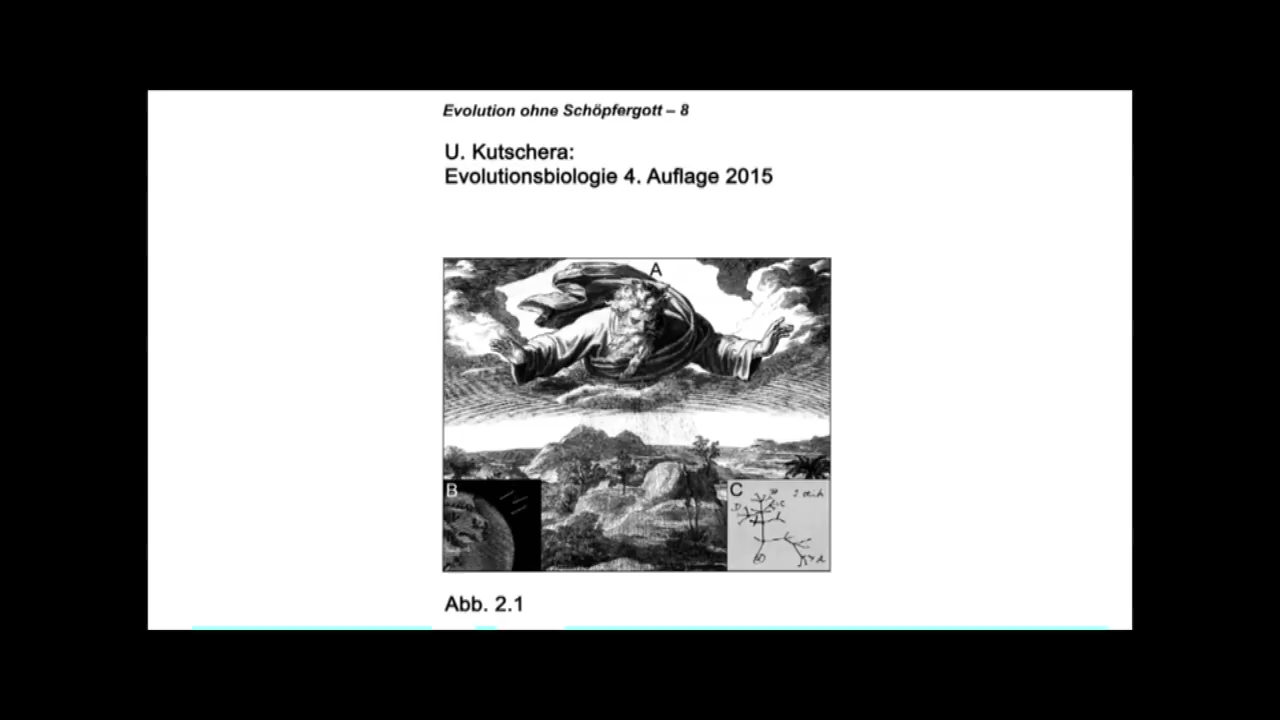 Evolution ohne Schöpfergott – 8
U. Kutschera:
Evolutionsbiologie 4. Auflage 2015
A
B
C
Abb. 2.1